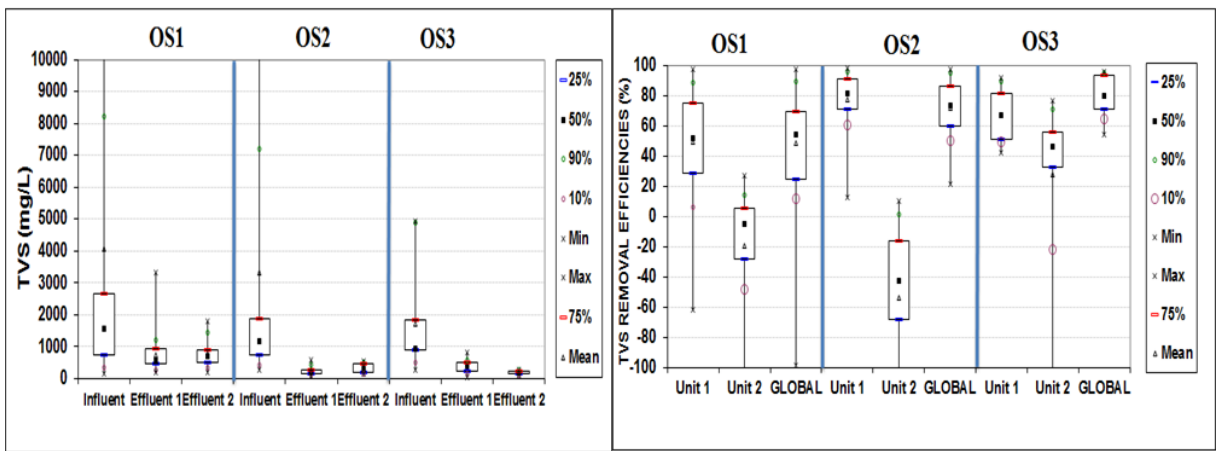 OS1 OS2 OS3
TVS (mg/L)
10000
9000
8000
7000
6000
5000
4000
3000
2000
1000
0
Influent Effluent 1 Effluent 2 Influent Effluent 1 Effluent 2 Influent Effluent 1 Effluent 2
25%
50%
90%
10%
Min
Max
75%
Mean
OS1 OS2 OS3
TVS REMOVAL EFFICIENCIES (%)
100
80
60
40
20
0
-20
-40
-60
-80
-100
Unit 1 Unit 2 GLOBAL Unit 1 Unit 2 GLOBAL Unit 1 Unit 2 GLOBAL
25%
50%
90%
10%
Min
Max
75%
Mean